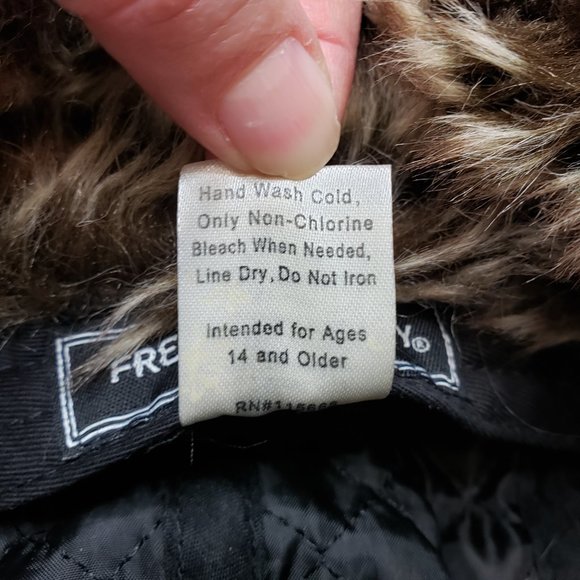 Hand Wash Cold,
Only Non-Chlorine
Bleach When Needed,
Line Dry, Do Not Iron
Intended for Ages
14 and Older